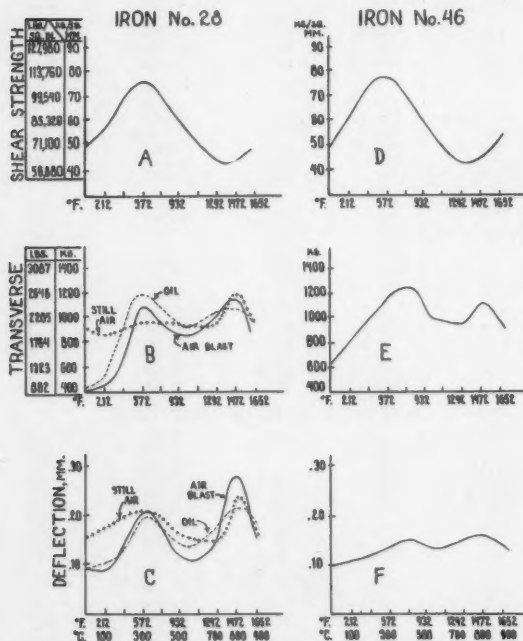 IRON No. 28 IRON No. 46
LBS/SQ. IN. KG/SQ. MM.
KG/SQ. MM.
SHEAR STRENGTH
127,980 90 90
113,760 80 80
99,540 70 70
85,320 60 60
71,100 50 50
56,880 40 40
A D
°F. 212 572 932 1292 1472 1652 °F. 212 572 932 1292 1472 1652
TRANSVERSE
LBS. KG. KG.
3087 1400 1400
2646 1200 1200
2205 1000 1000
1764 800 800
1323 600 600
882 400 400
OIL
STILL AIR
AIR BLAST
B E
°F. 212 572 932 1292 1472 1652 °F. 212 572 932 1292 1472 1652
DEFLECTION, MM.
.30 .30
.20 .20
.10 .10
STILL AIR
AIR BLAST
OIL
C F
°F. 212 572 932 1292 1472 1652 °F. 212 572 932 1292 1472 1652
°C. 100 300 500 700 800 900 °C. 100 300 500 700 800 900